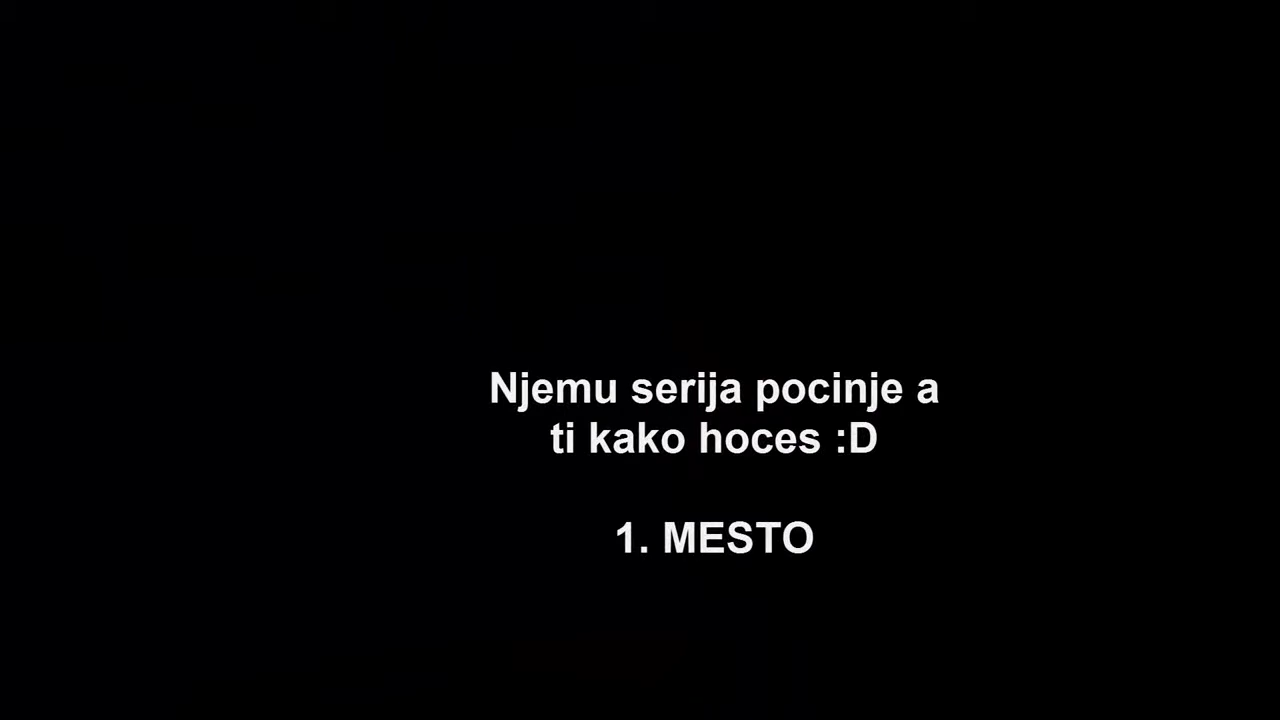 Njemu serija pocinje a
ti kako hoces :D
1. MESTO